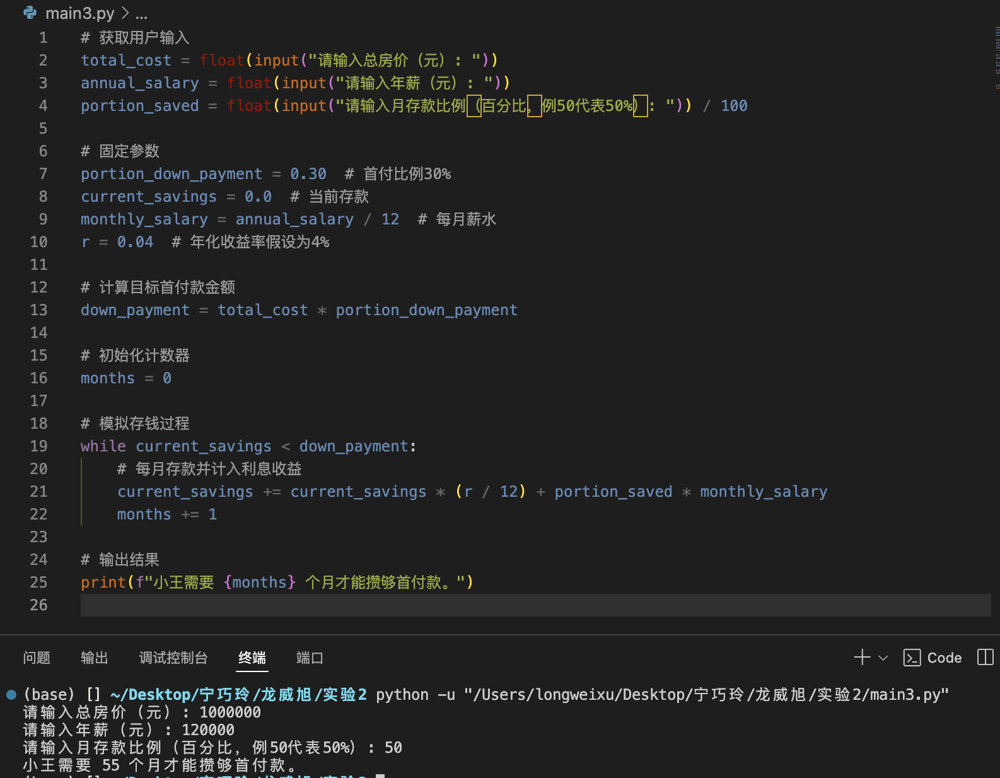 main3.py > ...
1 # 获取用户输入
2 total_cost = float(input("请输入总房价（元）: "))
3 annual_salary = float(input("请输入年薪（元）: "))
4 portion_saved = float(input("请输入月存款比例（百分比，例50代表50%）: ")) / 100
5
6 # 固定参数
7 portion_down_payment = 0.30  # 首付比例30%
8 current_savings = 0.0  # 当前存款
9 monthly_salary = annual_salary / 12  # 每月薪水
10 r = 0.04  # 年化收益率假设为4%
11
12 # 计算目标首付款金额
13 down_payment = total_cost * portion_down_payment
14
15 # 初始化计数器
16 months = 0
17
18 # 模拟存钱过程
19 while current_savings < down_payment:
20     # 每月存款并计入利息收益
21     current_savings += current_savings * (r / 12) + portion_saved * monthly_salary
22     months += 1
23
24 # 输出结果
25 print(f"小王需要 {months} 个月才能攒够首付款。")
26
问题 输出 调试控制台 终端 端口 Code
(base) [] ~/Desktop/宁巧玲/龙威旭/实验2 python -u "/Users/longweixu/Desktop/宁巧玲/龙威旭/实验2/main3.py"
请输入总房价（元）: 1000000
请输入年薪（元）: 120000
请输入月存款比例（百分比，例50代表50%）: 50
小王需要 55 个月才能攒够首付款。